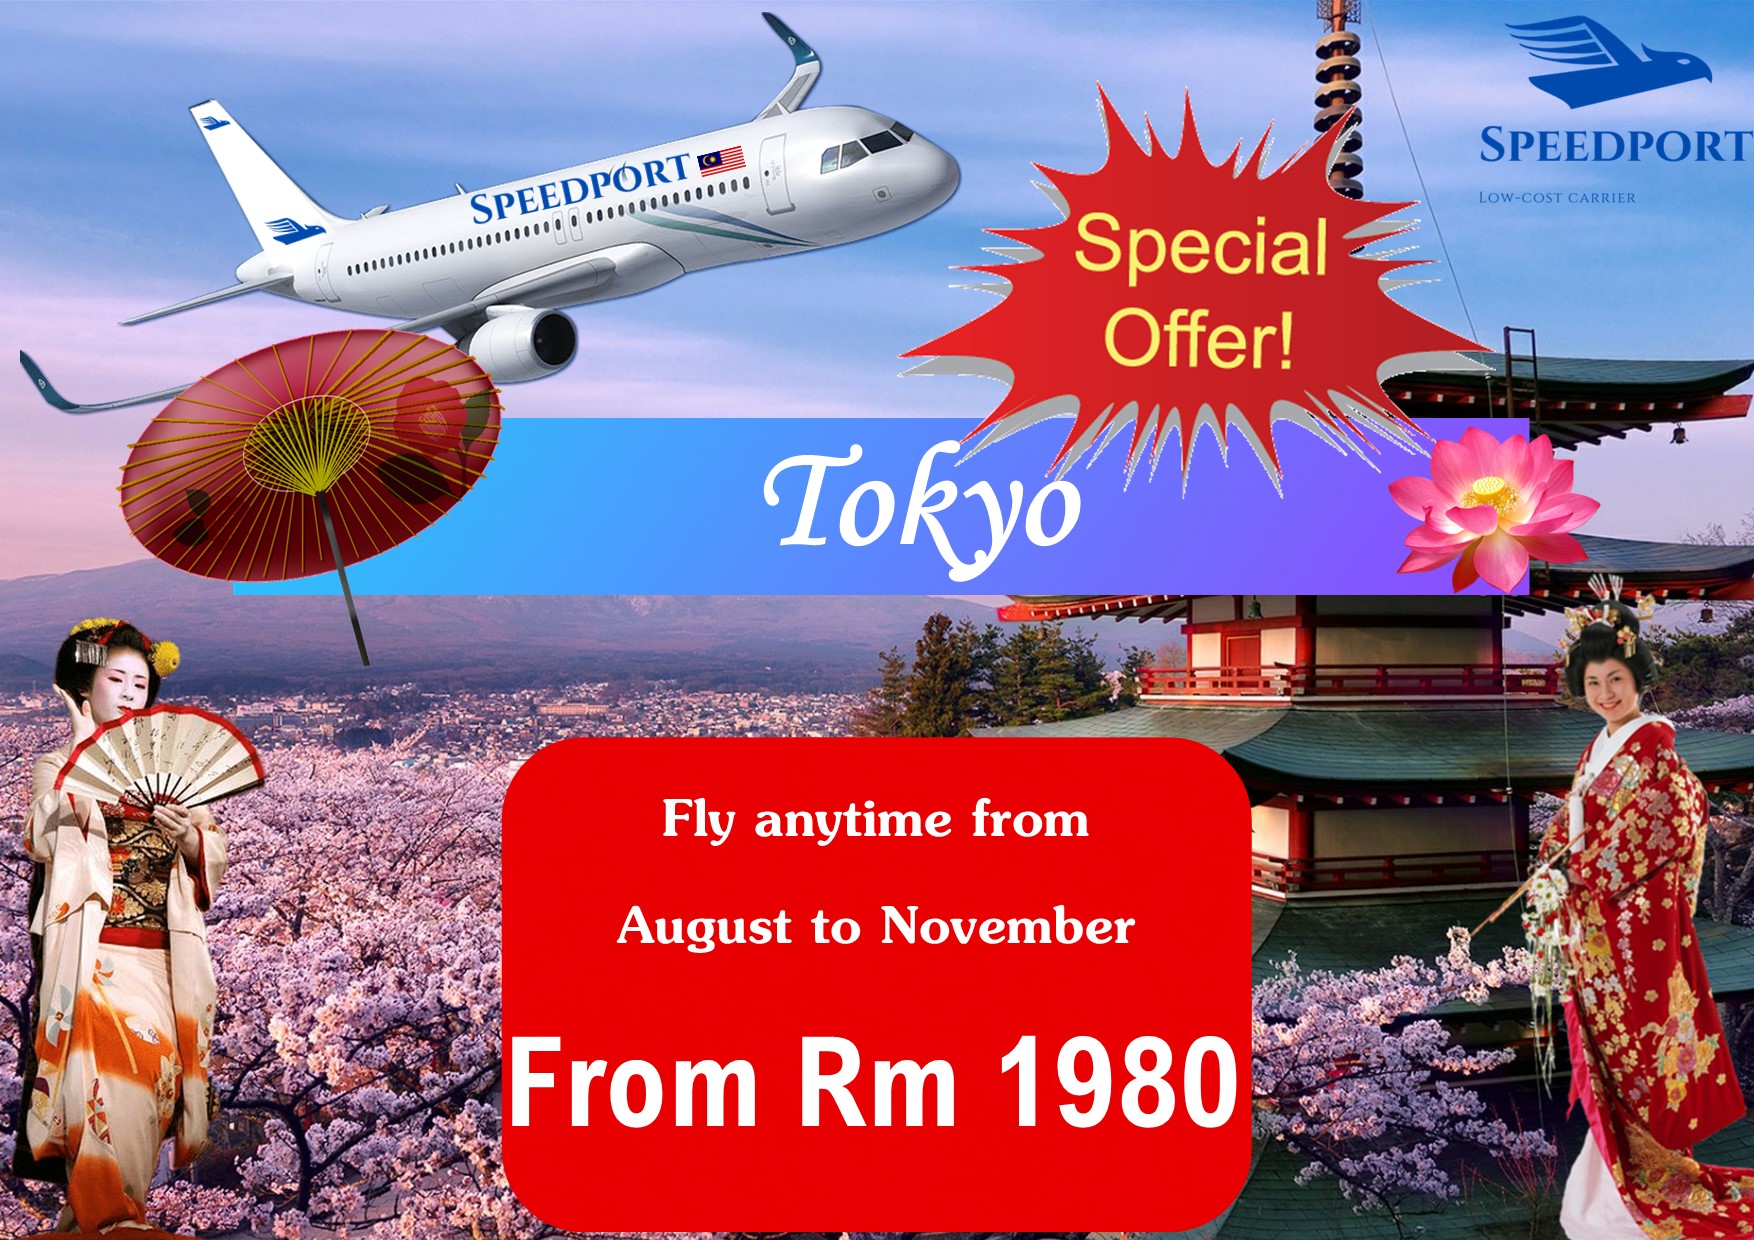 SPEEDPORT
SPEEDPORT
LOW-COST CARRIER
Special
Offer!
Tokyo
Fly anytime from
August to November
From Rm 1980